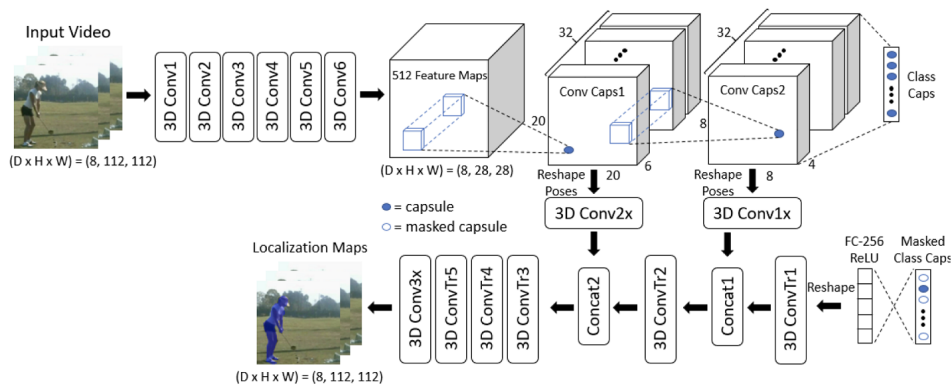 Input Video
(D x H x W) = (8, 112, 112)
3D Conv1
3D Conv2
3D Conv3
3D Conv4
3D Conv5
3D Conv6
512 Feature Maps
(D x H x W) = (8, 28, 28)
32
Conv Caps1
20
6
20
32
Conv Caps2
8
4
8
Class
Caps
Reshape
Poses
Reshape
Poses
= capsule
= masked capsule
3D Conv2x
3D Conv1x
Localization Maps
(D x H x W) = (8, 112, 112)
3D Conv3x
3D ConvTr5
3D ConvTr4
3D ConvTr3
Concat2
3D ConvTr2
Concat1
3D ConvTr1
Reshape
FC-256
ReLU
Masked
Class Caps